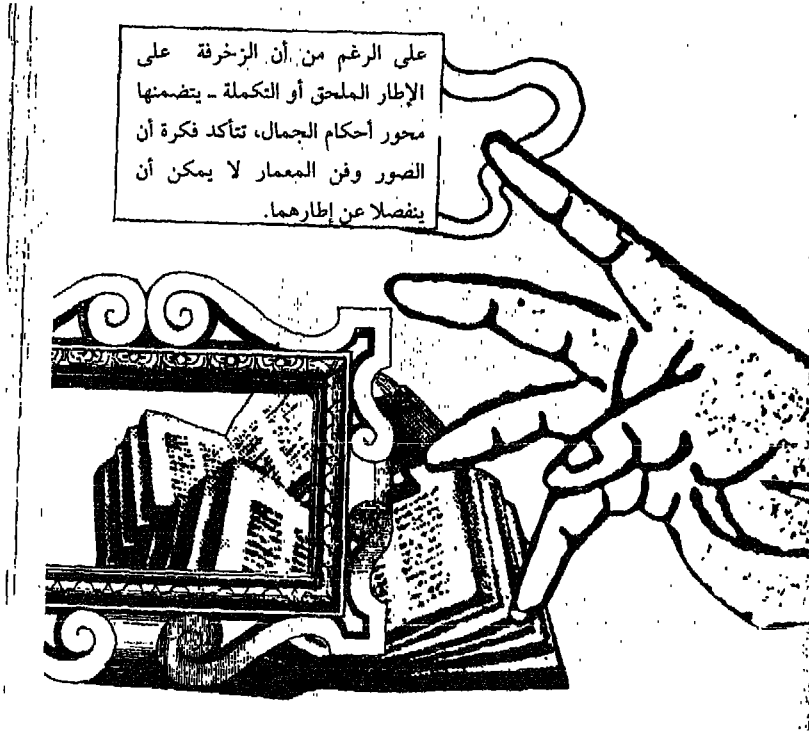 على الرغم من أن الزخرفة على
الإطار الملحق أو التكملة - يتضمنها
محور أحكام الجمال، تتأكد فكرة أن
الصور وفن المعمار لا يمكن أن
ينفصلا عن إطارهما.